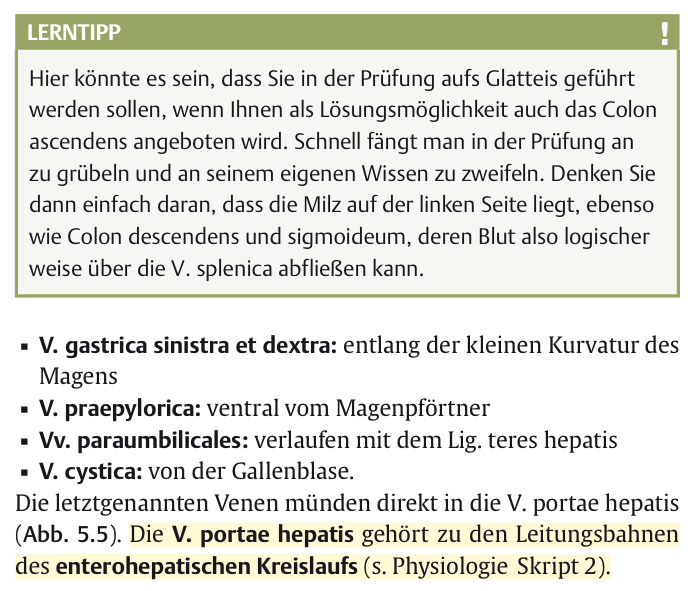 LERNTIPP !
Hier könnte es sein, dass Sie in der Prüfung aufs Glatteis geführt
werden sollen, wenn Ihnen als Lösungsmöglichkeit auch das Colon
ascendens angeboten wird. Schnell fängt man in der Prüfung an
zu grübeln und an seinem eigenen Wissen zu zweifeln. Denken Sie
dann einfach daran, dass die Milz auf der linken Seite liegt, ebenso
wie Colon descendens und sigmoideum, deren Blut also logischer
weise über die V. splenica abfließen kann.
▪ V. gastrica sinistra et dextra: entlang der kleinen Kurvatur des
Magens
▪ V. praepylorica: ventral vom Magenpförtner
▪ Vv. paraumbilicales: verlaufen mit dem Lig. teres hepatis
▪ V. cystica: von der Gallenblase.
Die letztgenannten Venen münden direkt in die V. portae hepatis
(Abb. 5.5). Die V. portae hepatis gehört zu den Leitungsbahnen
des enterohepatischen Kreislaufs (s. Physiologie Skript 2).